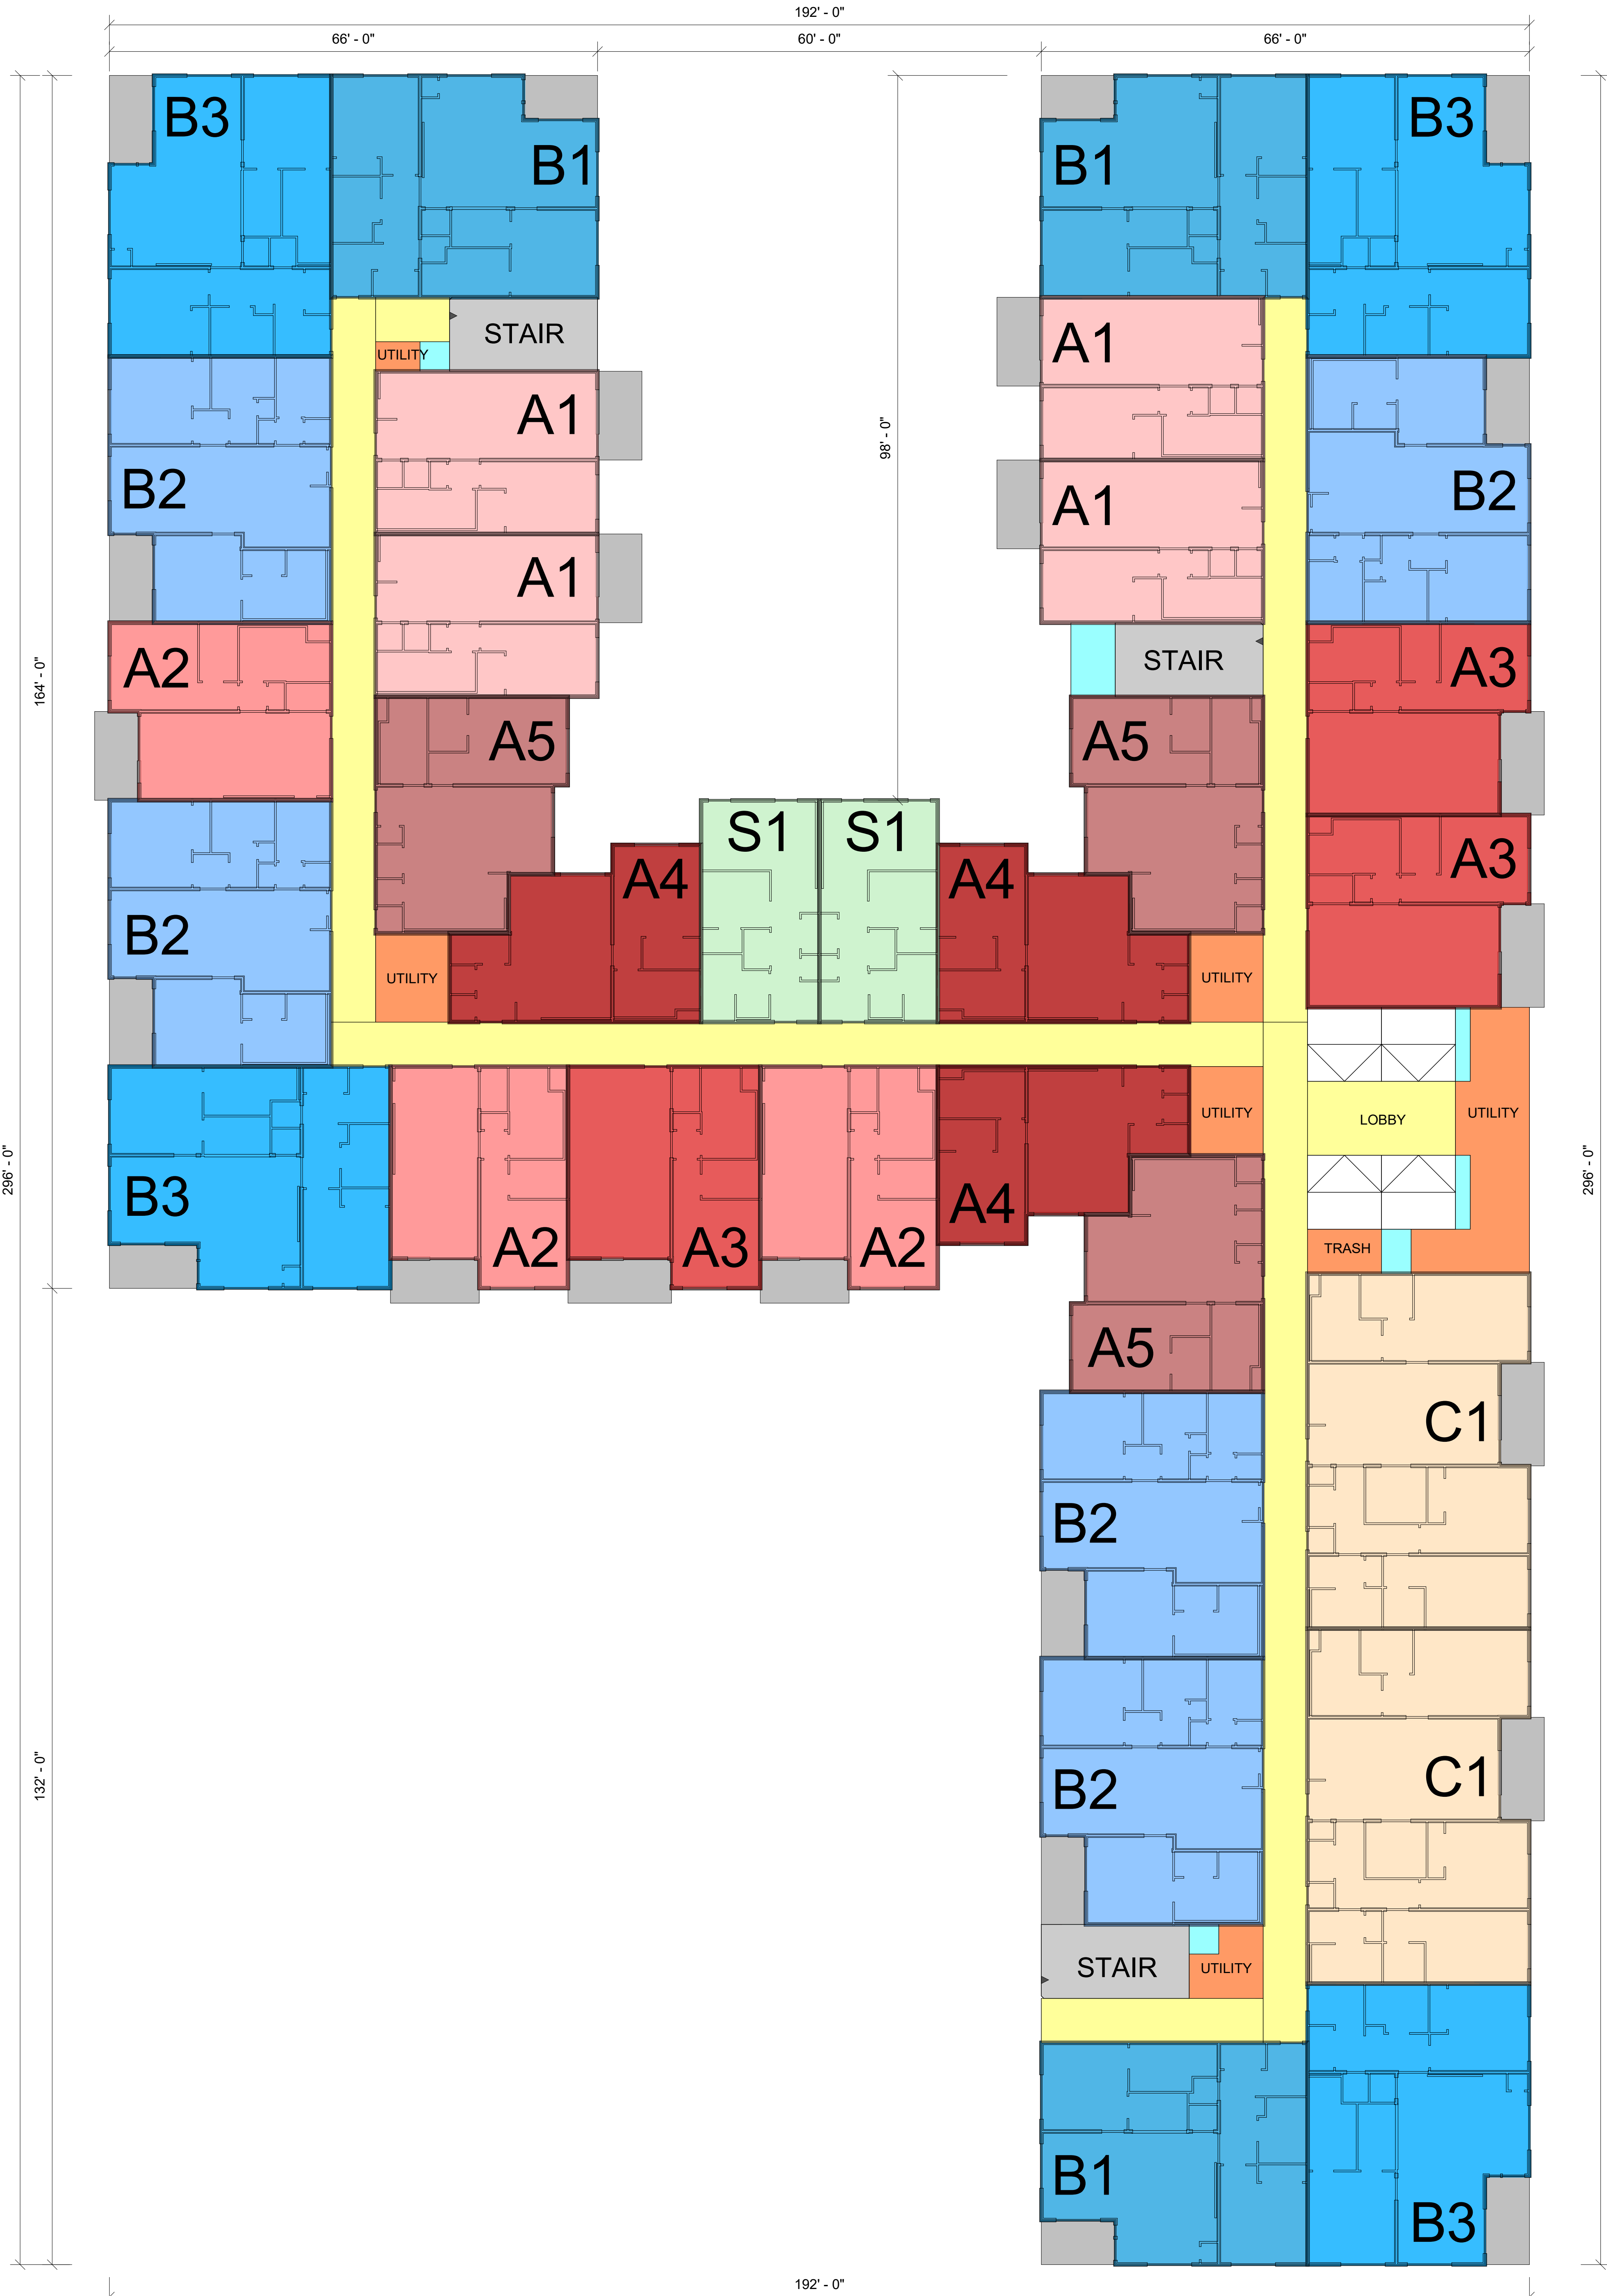 192' - 0"
66' - 0"
60' - 0"
66' - 0"
B3
B1
B1
B3
STAIR
UTILITY
A1
A1
98' - 0"
B2
A1
B2
A1
164' - 0"
A2
STAIR
A3
A5
A5
S1
S1
A4
A4
A3
B2
UTILITY
UTILITY
UTILITY
LOBBY
UTILITY
296' - 0"
296' - 0"
B3
A4
A2
A3
A2
TRASH
A5
C1
B2
132' - 0"
C1
B2
STAIR
UTILITY
B1
B3
192' - 0"